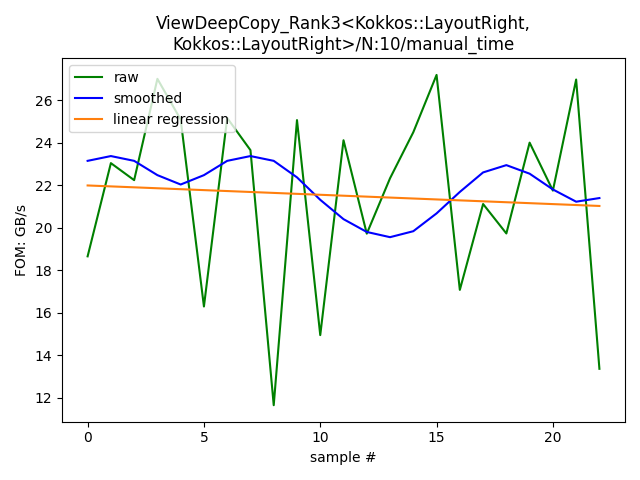 ViewDeepCopy_Rank3<Kokkos::LayoutRight,
Kokkos::LayoutRight>/N:10/manual_time
raw
smoothed
linear regression
FOM: GB/s
26
24
22
20
18
16
14
12
0
5
10
15
20
sample #